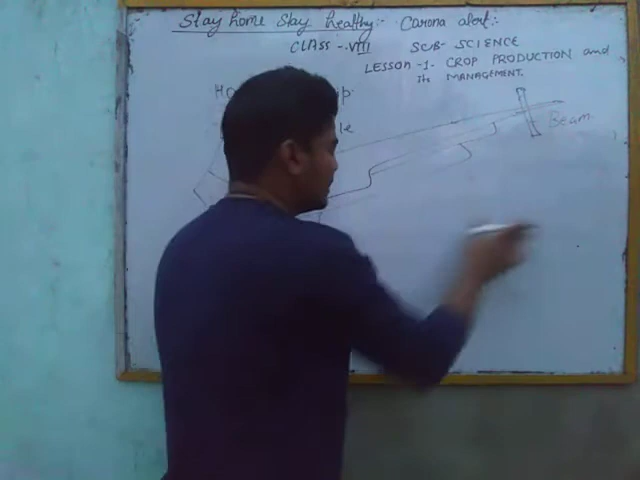 Stay home Stay healthy:- Carona alert:-
CLASS -. VIII SUB- SCIENCE
LESSON -1. CROP PRODUCTION and
Its MANAGEMENT.
Beam